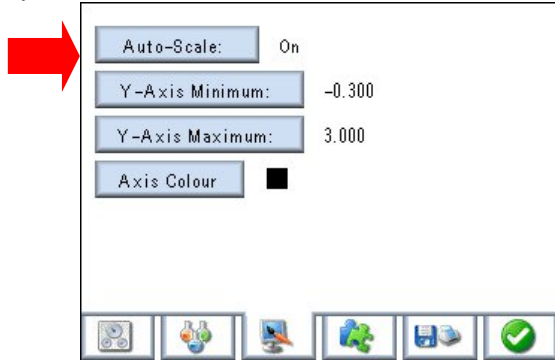 Auto-Scale: On
Y-Axis Minimum: -0.300
Y-Axis Maximum: 3.000
Axis Colour